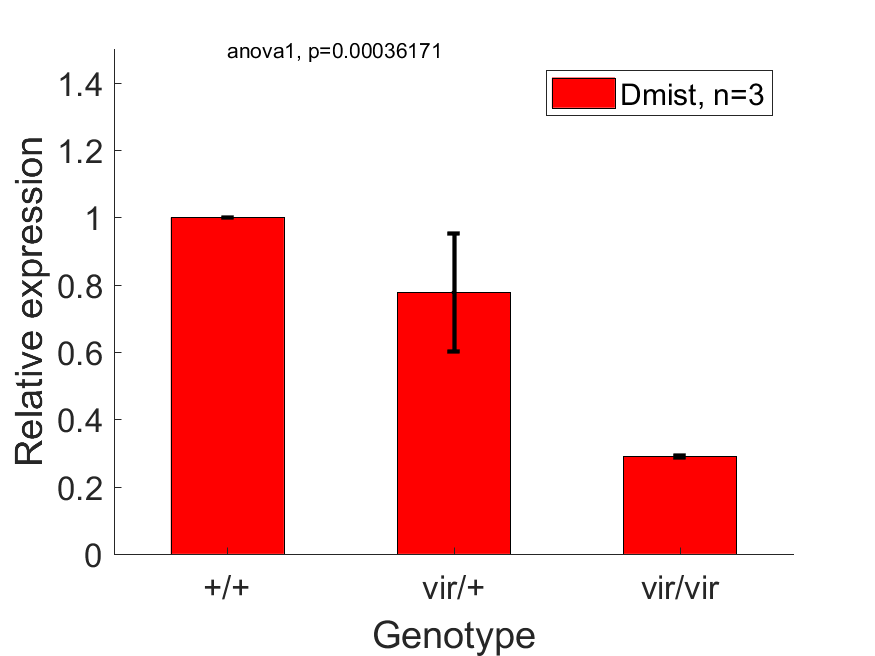 anova1, p=0.00036171
Dmist, n=3
1.4
1.2
1
0.8
0.6
0.4
0.2
0
Relative expression
+/+ vir/+ vir/vir
Genotype